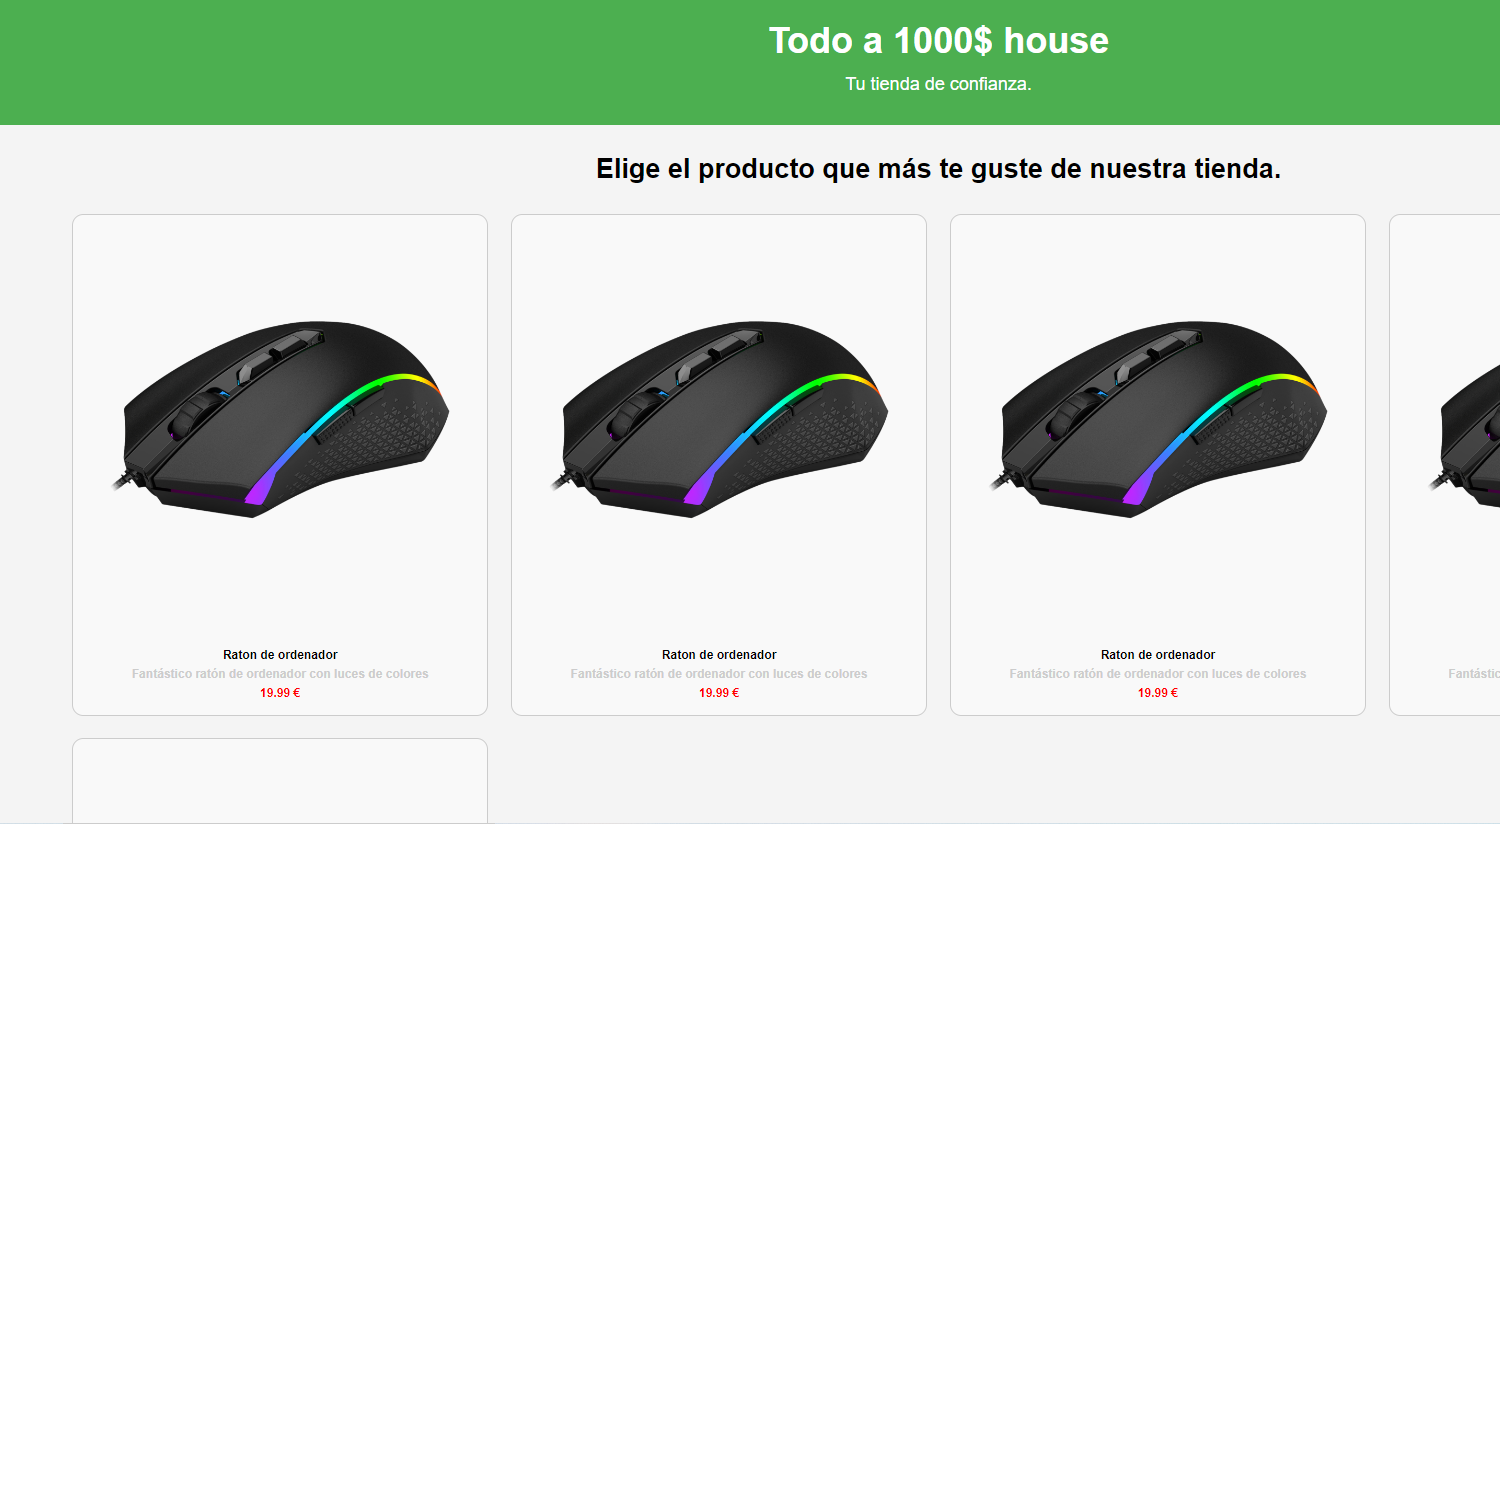 Todo a 1000$ house
Tu tienda de confianza.
Elige el producto que más te guste de nuestra tienda.
Raton de ordenador
Fantástico ratón de ordenador con luces de colores
19.99 €
Raton de ordenador
Fantástico ratón de ordenador con luces de colores
19.99 €
Raton de ordenador
Fantástico ratón de ordenador con luces de colores
19.99 €